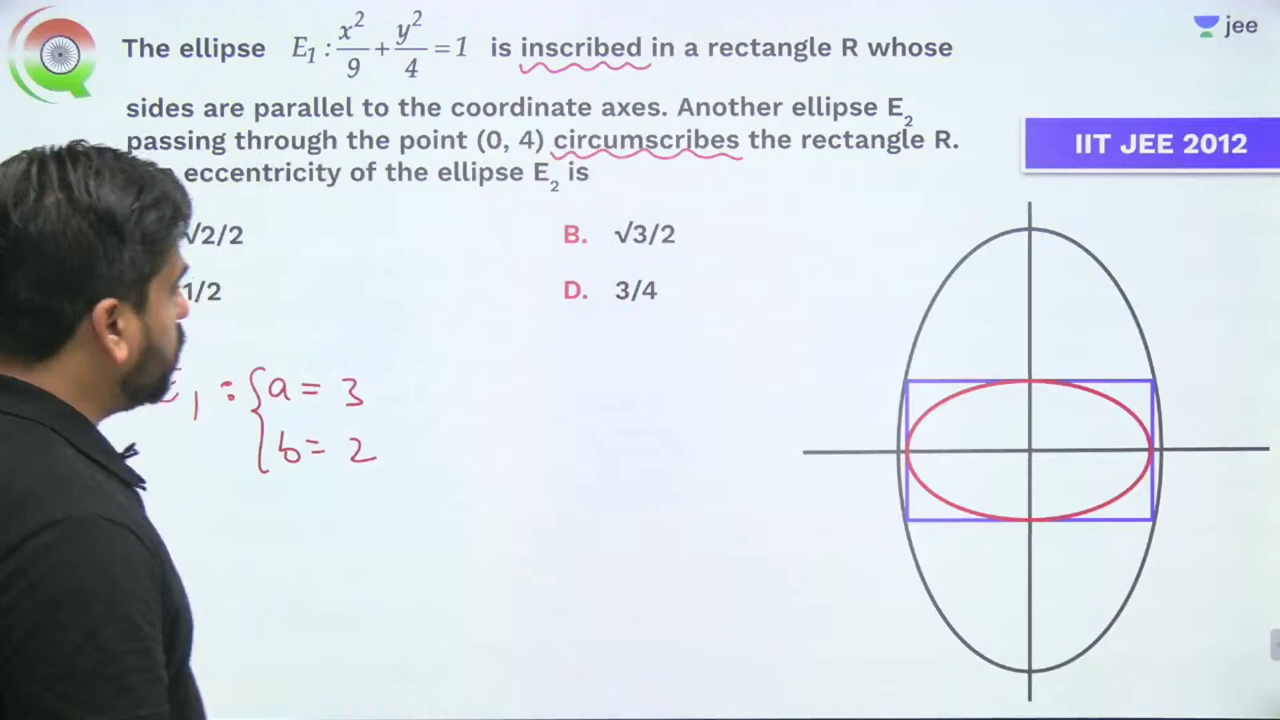 The ellipse E₁ : x²/9 + y²/4 = 1 is inscribed in a rectangle R whose
jee
sides are parallel to the coordinate axes. Another ellipse E₂
passing through the point (0, 4) circumscribes the rectangle R.
eccentricity of the ellipse E₂ is
IIT JEE 2012
√2/2
B. √3/2
1/2
D. 3/4
E₁ : { a = 3
b = 2